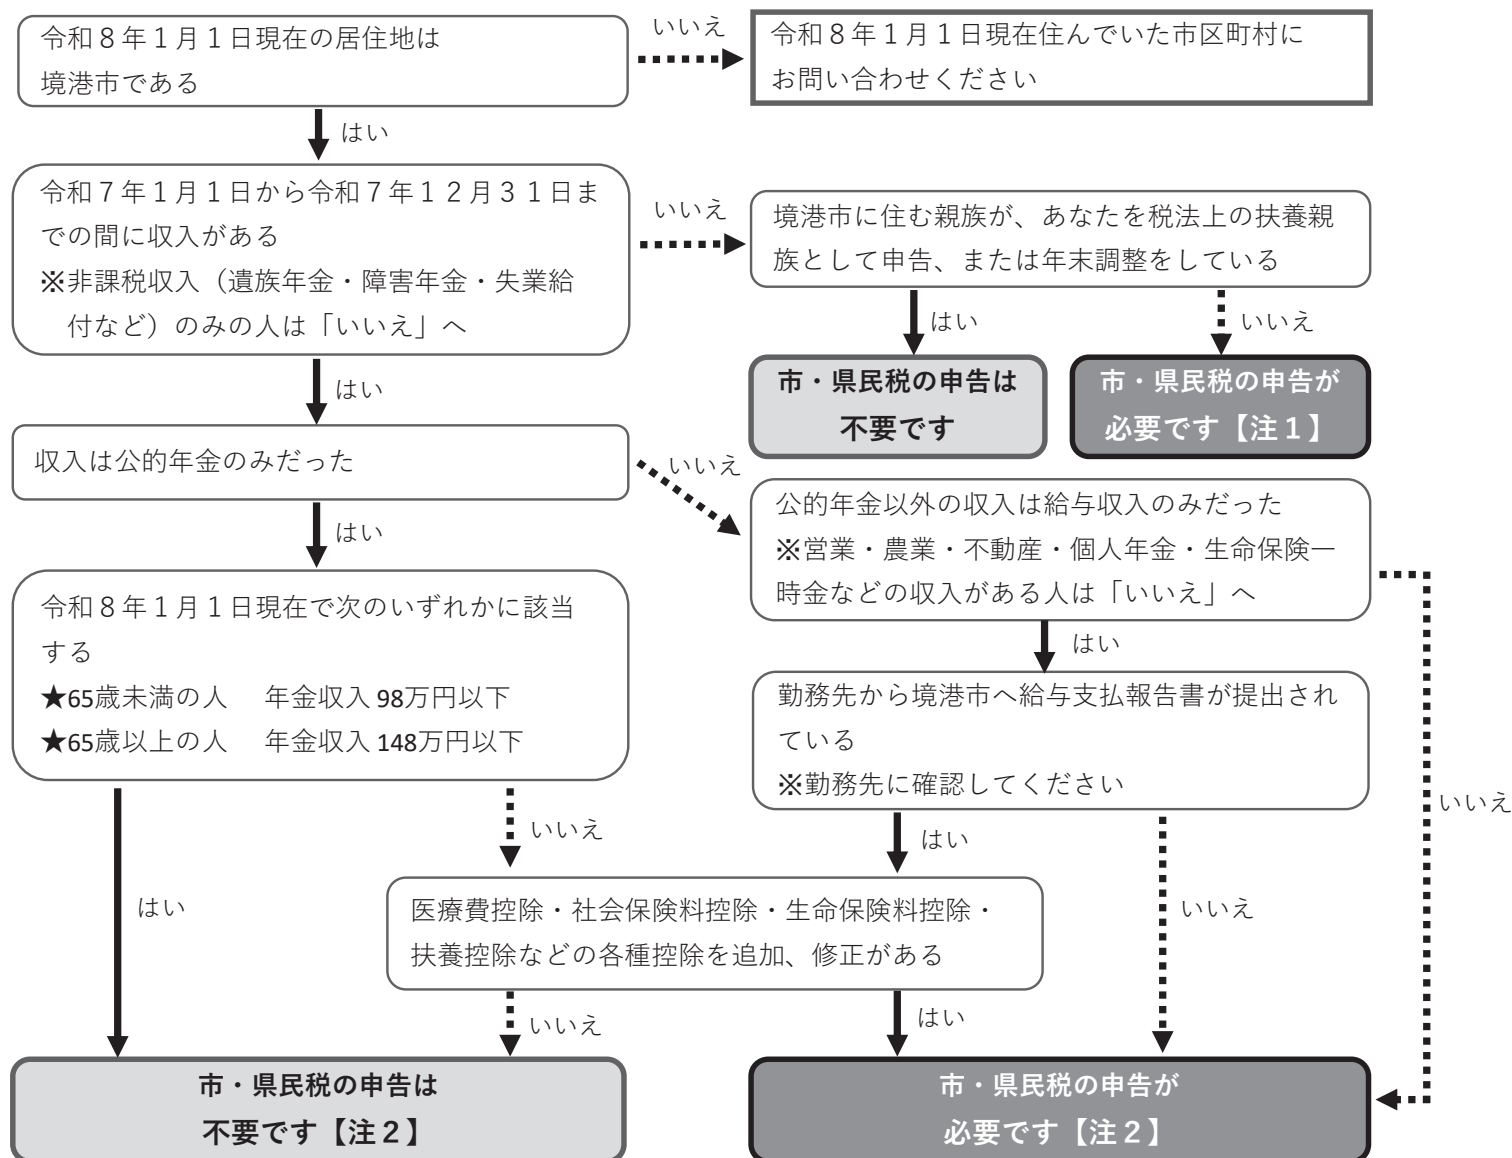 令和８年１月１日現在の居住地は
境港市である
いいえ
令和８年１月１日現在住んでいた市区町村に
お問い合わせください
はい
令和７年１月１日から令和７年１２月３１日ま
での間に収入がある
※非課税収入（遺族年金・障害年金・失業給
付など）のみの人は「いいえ」へ
いいえ
境港市に住む親族が、あなたを税法上の扶養親
族として申告、または年末調整をしている
はい
いいえ
市・県民税の申告は
不要です
市・県民税の申告が
必要です【注１】
はい
収入は公的年金のみだった
いいえ
公的年金以外の収入は給与収入のみだった
※営業・農業・不動産・個人年金・生命保険一
時金などの収入がある人は「いいえ」へ
はい
令和８年１月１日現在で次のいずれかに該当
する
★65歳未満の人　年金収入 98万円以下
★65歳以上の人　年金収入 148万円以下
はい
勤務先から境港市へ給与支払報告書が提出され
ている
※勤務先に確認してください
いいえ
いいえ
はい
はい
医療費控除・社会保険料控除・生命保険料控除・
扶養控除などの各種控除を追加、修正がある
いいえ
いいえ
はい
市・県民税の申告は
不要です【注２】
市・県民税の申告が
必要です【注２】